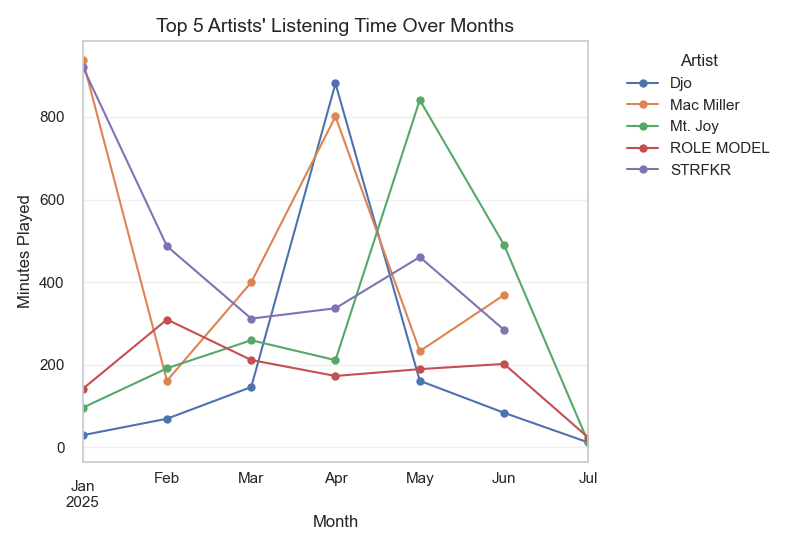 Top 5 Artists' Listening Time Over Months
Artist
Djo
Mac Miller
Mt. Joy
ROLE MODEL
STRFKR
Minutes Played
800
600
400
200
0
Jan
2025
Feb
Mar
Apr
May
Jun
Jul
Month